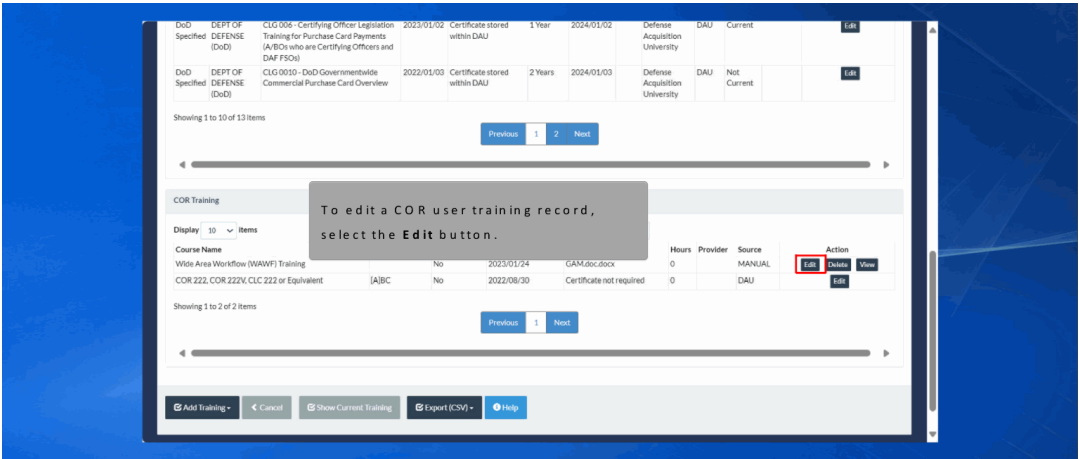 DoD Specified DEPT OF DEFENSE (DoD) CLG 006 - Certifying Officer Legislation Training for Purchase Card Payments (A/BOs who are Certifying Officers and DAF FSOs) 2023/01/02 Certificate stored within DAU 1 Year 2024/01/02 Defense Acquisition University DAU Current Edit
DoD Specified DEPT OF DEFENSE (DoD) CLG 0010 - DoD Governmentwide Commercial Purchase Card Overview 2022/01/03 Certificate stored within DAU 2 Years 2024/01/03 Defense Acquisition University DAU Not Current Edit
Showing 1 to 10 of 13 items
Previous 1 2 Next
COR Training
To edit a COR user training record,
select the Edit button.
Display 10 items
Course Name Hours Provider Source Action
Wide Area Workflow (WAWF) Training No 2023/01/24 GAM.doc.docx 0 MANUAL Edit Delete View
COR 222, COR 222V, CLC 222 or Equivalent [A]BC No 2022/08/30 Certificate not required 0 DAU Edit
Showing 1 to 2 of 2 items
Previous 1 Next
Add Training Cancel Show Current Training Export (CSV) Help